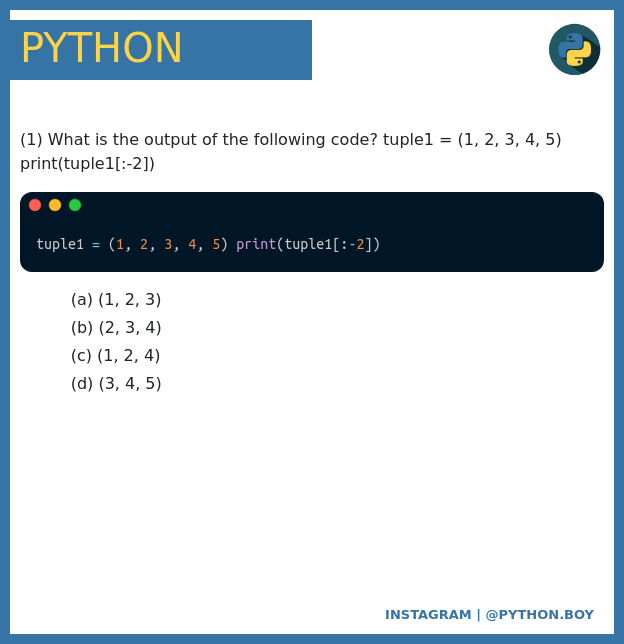 PYTHON
(1) What is the output of the following code? tuple1 = (1, 2, 3, 4, 5)
print(tuple1[:-2])
tuple1 = (1, 2, 3, 4, 5) print(tuple1[:-2])
(a) (1, 2, 3)
(b) (2, 3, 4)
(c) (1, 2, 4)
(d) (3, 4, 5)
INSTAGRAM | @PYTHON.BOY